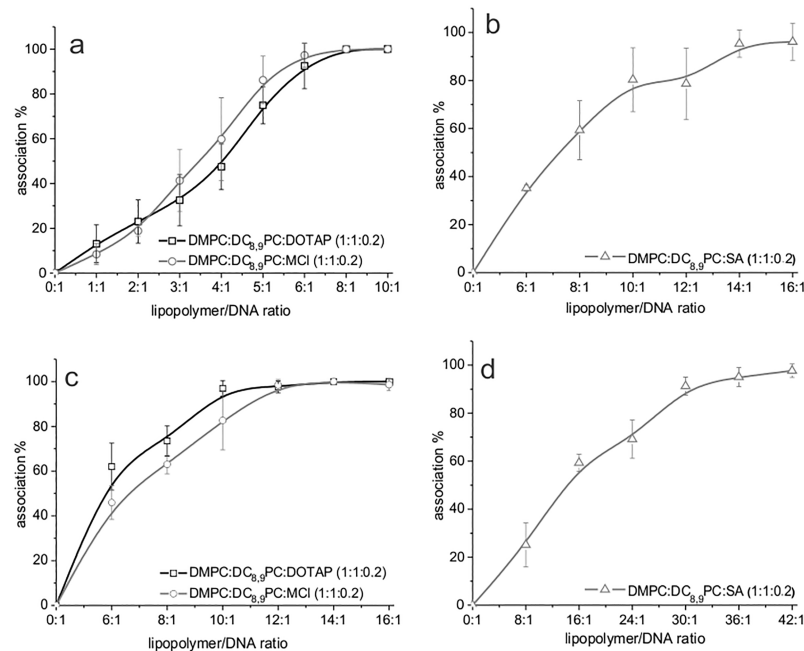 a
100
80
60
40
20
0
association %
DMPC:DC8,9PC:DOTAP (1:1:0.2)
DMPC:DC8,9PC:MCl (1:1:0.2)
0:1 1:1 2:1 3:1 4:1 5:1 6:1 8:1 10:1
lipopolymer/DNA ratio
b
100
80
60
40
20
0
association %
DMPC:DC8,9PC:SA (1:1:0.2)
0:1 6:1 8:1 10:1 12:1 14:1 16:1
lipopolymer/DNA ratio
c
100
80
60
40
20
0
association %
DMPC:DC8,9PC:DOTAP (1:1:0.2)
DMPC:DC8,9PC:MCl (1:1:0.2)
0:1 6:1 8:1 10:1 12:1 14:1 16:1
lipopolymer/DNA ratio
d
100
80
60
40
20
0
association %
DMPC:DC8,9PC:SA (1:1:0.2)
0:1 8:1 16:1 24:1 30:1 36:1 42:1
lipopolymer/DNA ratio